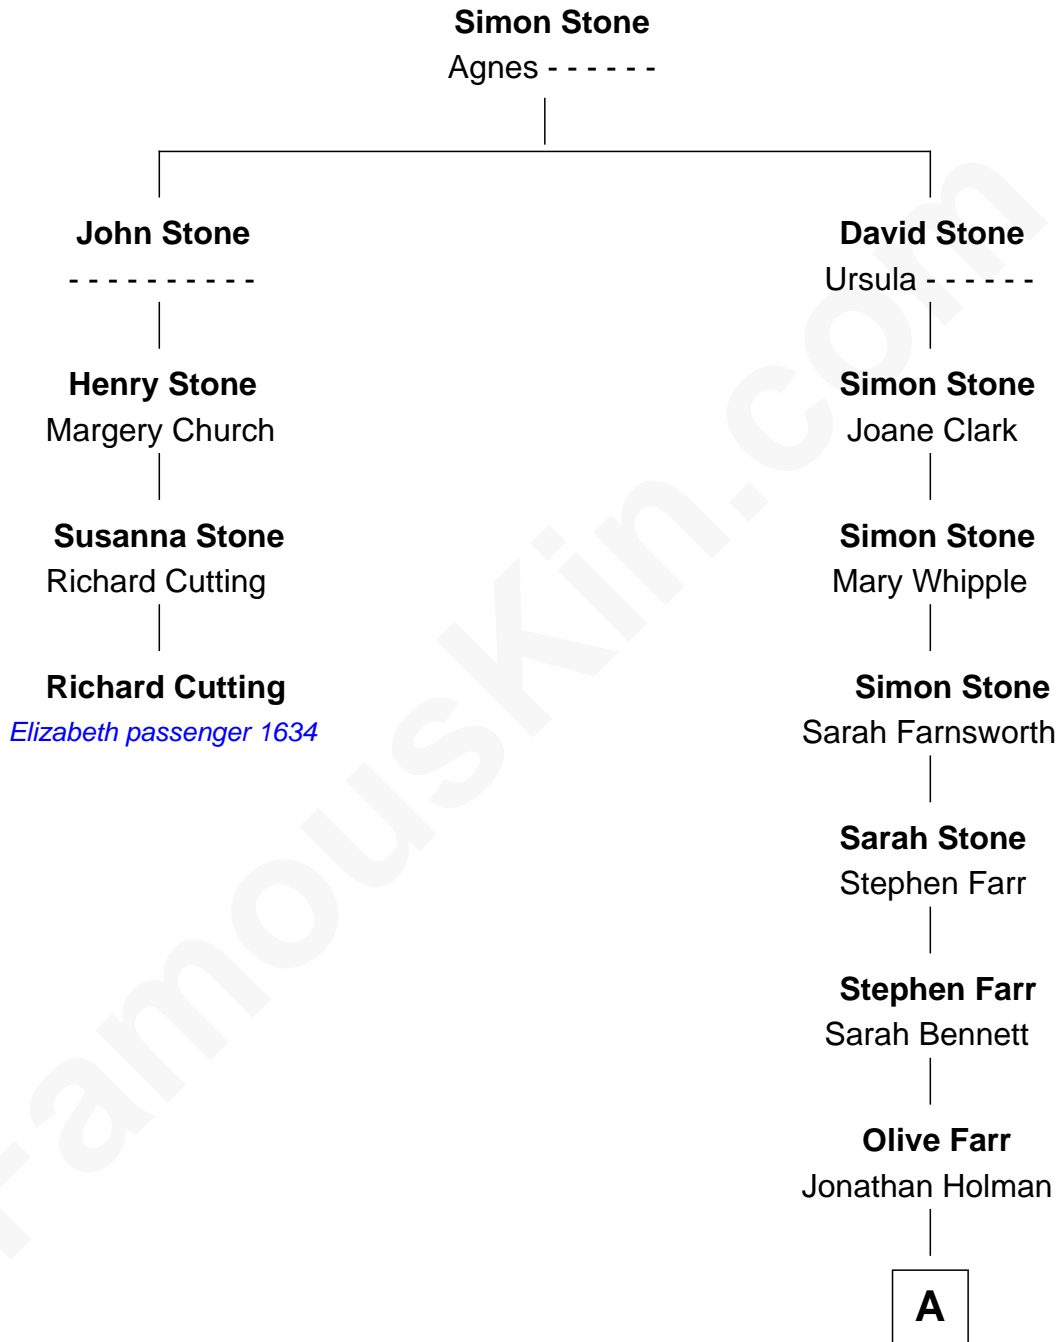 Simon Stone
Agnes - - - - - -
John Stone
- - - - - - - - - -
Henry Stone
Margery Church
Susanna Stone
Richard Cutting
Richard Cutting
Elizabeth passenger 1634
David Stone
Ursula - - - - - -
Simon Stone
Joane Clark
Simon Stone
Mary Whipple
Simon Stone
Sarah Farnsworth
Sarah Stone
Stephen Farr
Stephen Farr
Sarah Bennett
Olive Farr
Jonathan Holman
A
FamousKin.com